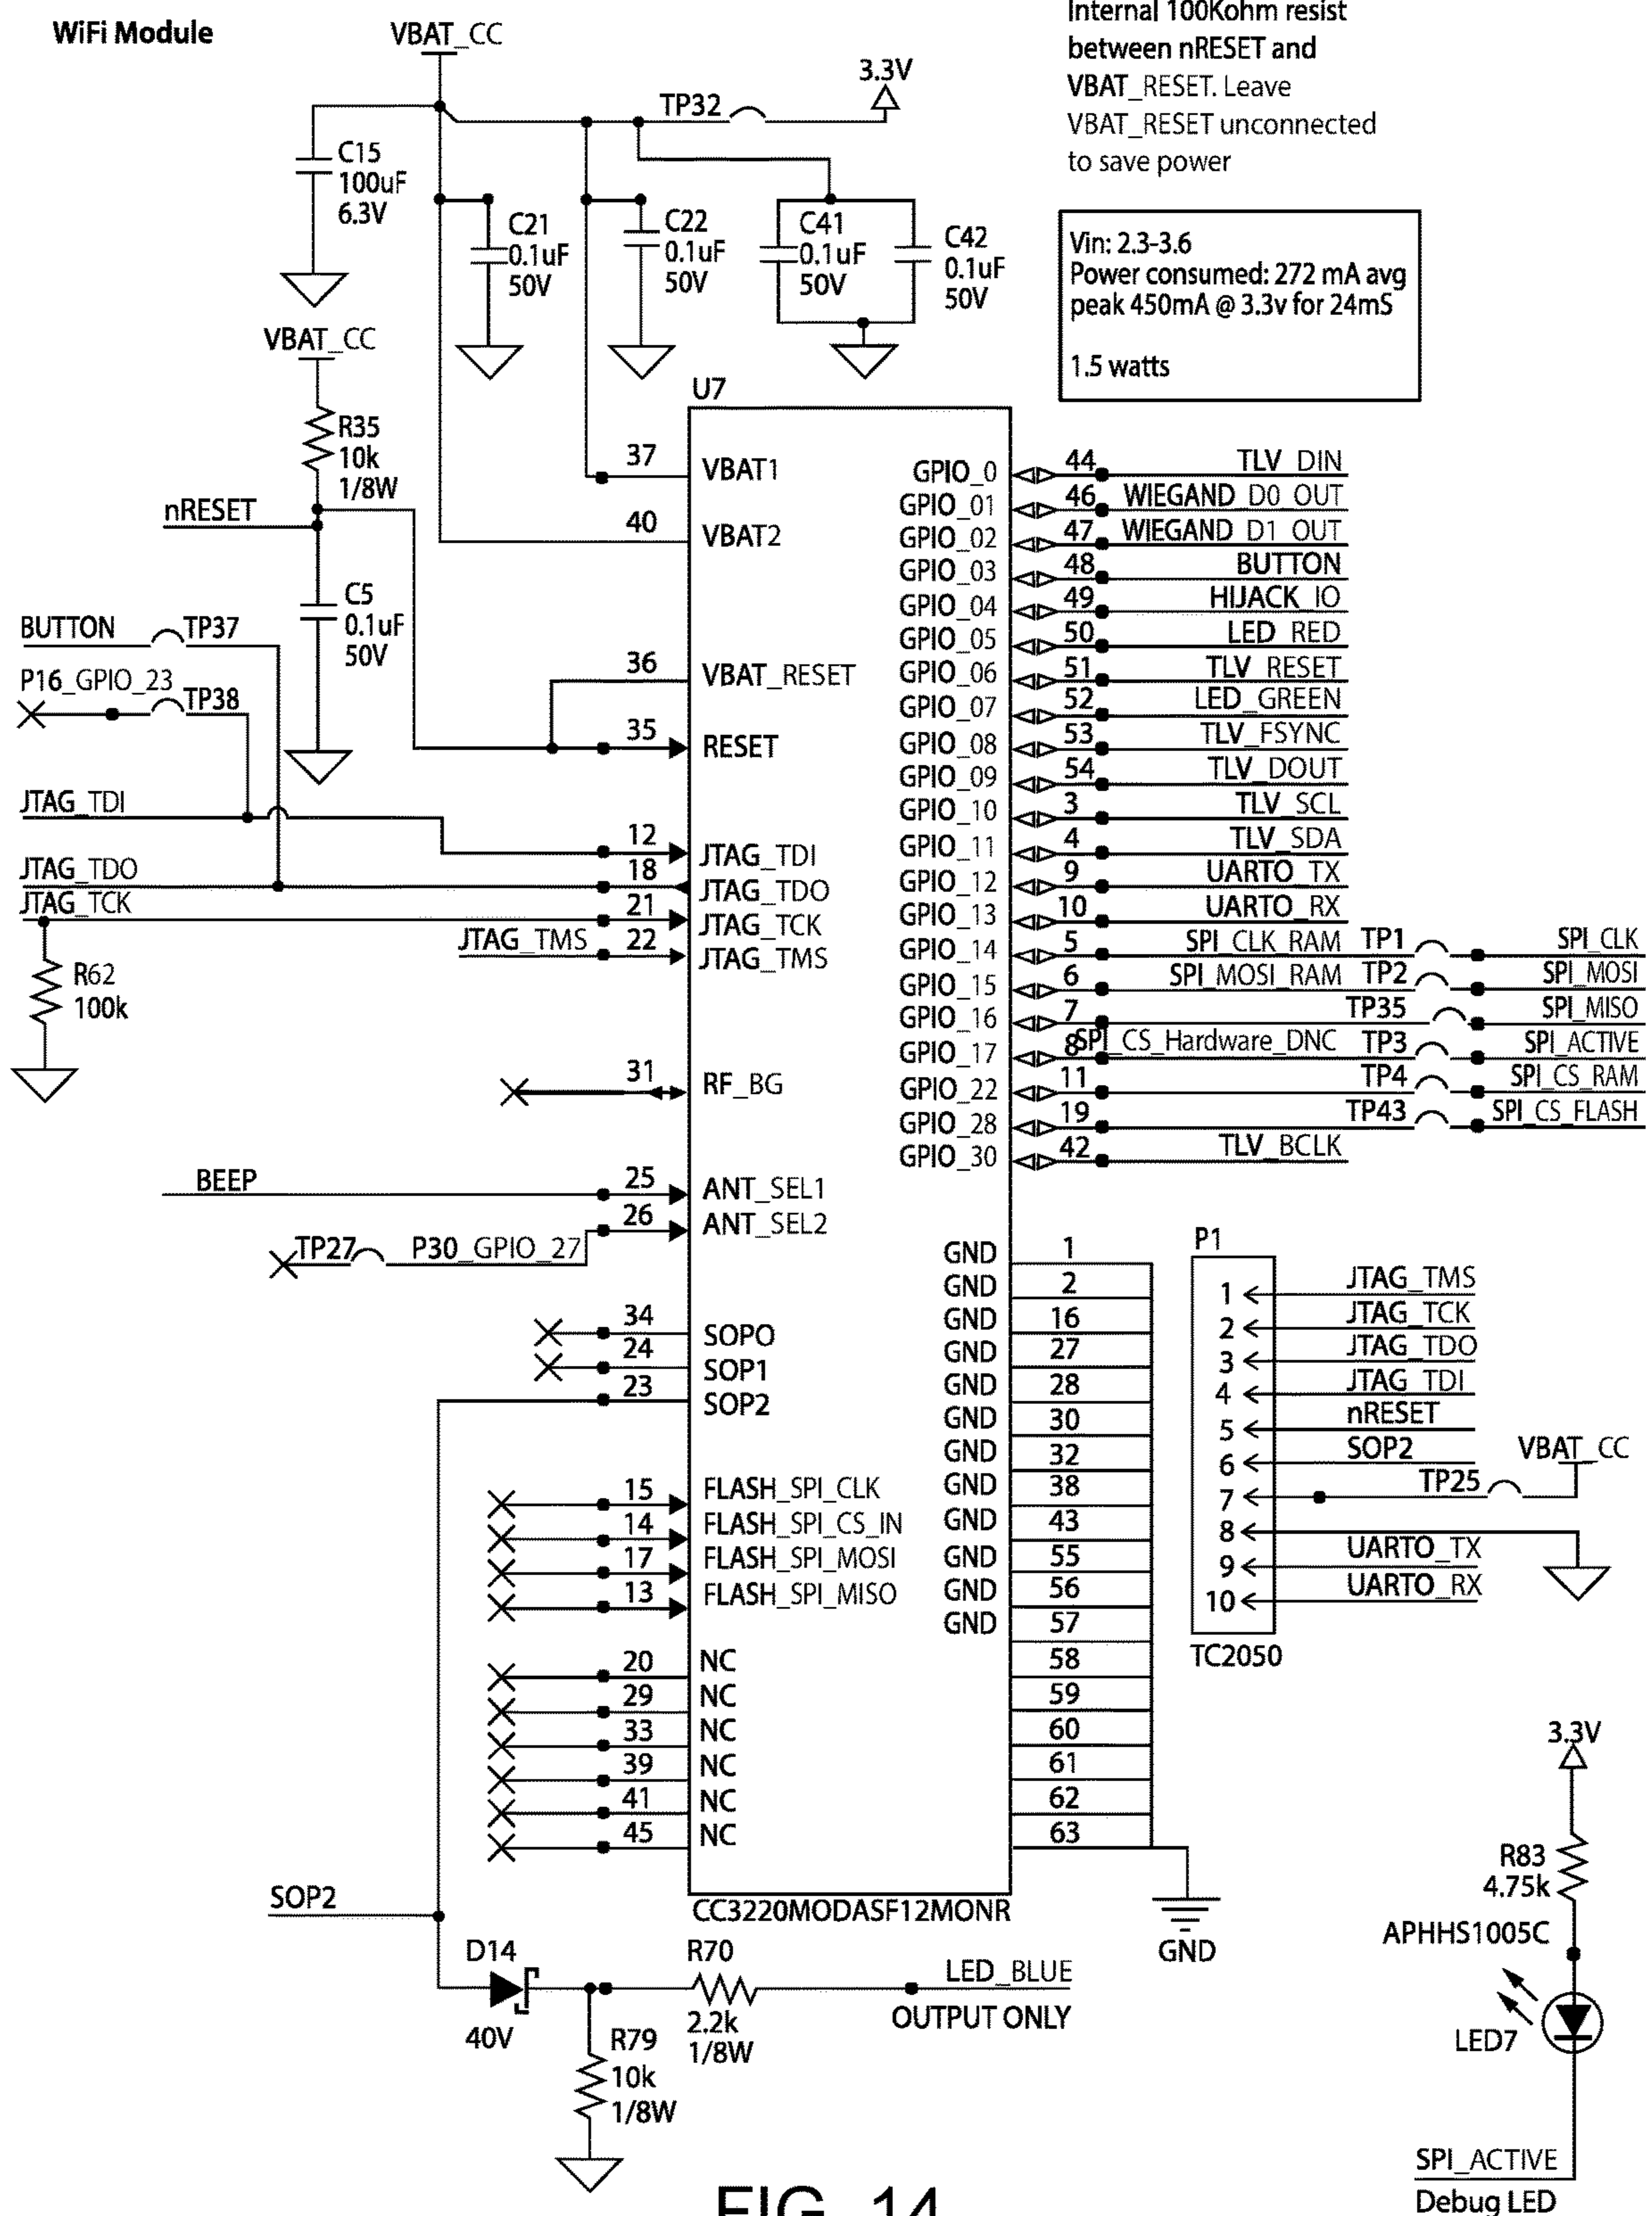 WiFi Module
VBAT_CC
Internal 100Kohm resist
between nRESET and
VBAT_RESET. Leave
VBAT_RESET unconnected
to save power
3.3V
TP32
C15
100uF
6.3V
C21
0.1uF
50V
C22
0.1uF
50V
C41
0.1uF
50V
C42
0.1uF
50V
Vin: 2.3-3.6
Power consumed: 272 mA avg
peak 450mA @ 3.3v for 24mS
1.5 watts
VBAT_CC
R35
10k
1/8W
nRESET
C5
0.1uF
50V
BUTTON TP37
P16_GPIO_23
TP38
JTAG_TDI
JTAG_TDO
JTAG_TCK
JTAG_TMS
R62
100k
U7
37 VBAT1
40 VBAT2
36 VBAT_RESET
35 RESET
12 JTAG_TDI
18 JTAG_TDO
21 JTAG_TCK
22 JTAG_TMS
31 RF_BG
BEEP 25 ANT_SEL1
26 ANT_SEL2
TP27 P30_GPIO_27
34 SOPO
24 SOP1
23 SOP2
15 FLASH_SPI_CLK
14 FLASH_SPI_CS_IN
17 FLASH_SPI_MOSI
13 FLASH_SPI_MISO
20 NC
29 NC
33 NC
39 NC
41 NC
45 NC
GPIO_0 44 TLV_DIN
GPIO_01 46 WIEGAND_D0_OUT
GPIO_02 47 WIEGAND_D1_OUT
GPIO_03 48 BUTTON
GPIO_04 49 HIJACK_IO
GPIO_05 50 LED_RED
GPIO_06 51 TLV_RESET
GPIO_07 52 LED_GREEN
GPIO_08 53 TLV_FSYNC
GPIO_09 54 TLV_DOUT
GPIO_10 3 TLV_SCL
GPIO_11 4 TLV_SDA
GPIO_12 9 UARTO_TX
GPIO_13 10 UARTO_RX
GPIO_14 5 SPI_CLK_RAM TP1 SPI_CLK
GPIO_15 6 SPI_MOSI_RAM TP2 SPI_MOSI
GPIO_16 7 TP35 SPI_MISO
GPIO_17 8 SPI_CS_Hardware_DNC TP3 SPI_ACTIVE
GPIO_22 11 TP4 SPI_CS_RAM
GPIO_28 19 TP43 SPI_CS_FLASH
GPIO_30 42 TLV_BCLK
GND 1
GND 2
GND 16
GND 27
GND 28
GND 30
GND 32
GND 38
GND 43
GND 55
GND 56
GND 57
58
59
60
61
62
63
CC3220MODASF12MONR
GND
P1
1 JTAG_TMS
2 JTAG_TCK
3 JTAG_TDO
4 JTAG_TDI
5 nRESET
6 SOP2
VBAT_CC
7 TP25
8
9 UARTO_TX
10 UARTO_RX
TC2050
SOP2
D14
40V
R70
2.2k
1/8W
LED_BLUE
OUTPUT ONLY
R79
10k
1/8W
3.3V
R83
4.75k
APHHS1005C
LED7
SPI_ACTIVE
Debug LED
FIG. 14